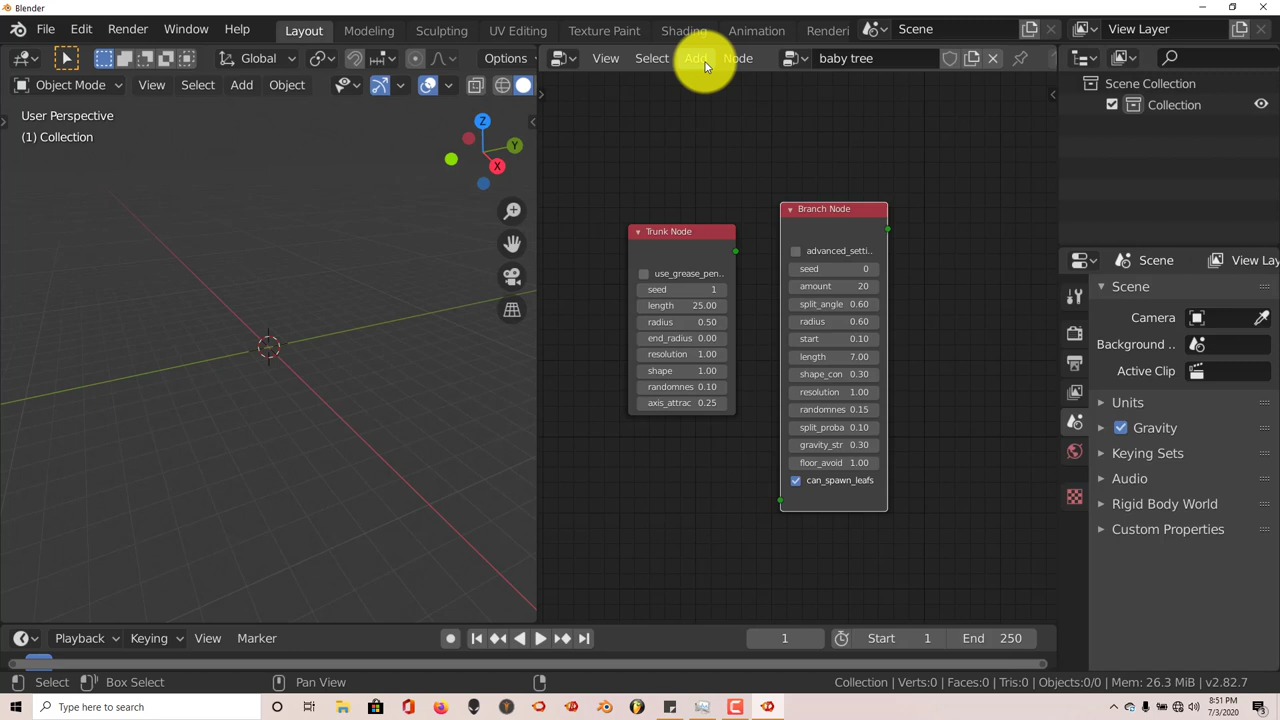 Blender
File Edit Render Window Help Layout Modeling Sculpting UV Editing Texture Paint Shading Animation Renderi Scene View Layer
Global Options View Select Add Node baby tree
Object Mode View Select Add Object
User Perspective
(1) Collection
Z
Y
X
Trunk Node
use_grease_pen..
seed 1
length 25.00
radius 0.50
end_radius 0.00
resolution 1.00
shape 1.00
randomnes 0.10
axis_attrac 0.25
Branch Node
advanced_setti..
seed 0
amount 20
split_angle 0.60
radius 0.60
start 0.10
length 7.00
shape_con 0.30
resolution 1.00
randomnes 0.15
split_proba 0.10
gravity_str 0.30
floor_avoid 1.00
can_spawn_leafs
Scene Collection
Collection
Scene View Lay
Scene
Camera
Background ..
Active Clip
Units
Gravity
Keying Sets
Audio
Rigid Body World
Custom Properties
Playback Keying View Marker 1 Start 1 End 250
Select Box Select Pan View Collection | Verts:0 | Faces:0 | Tris:0 | Objects:0/0 | Mem: 26.3 MiB | v2.82.7
Type here to search
8:51 PM
7/3/2020